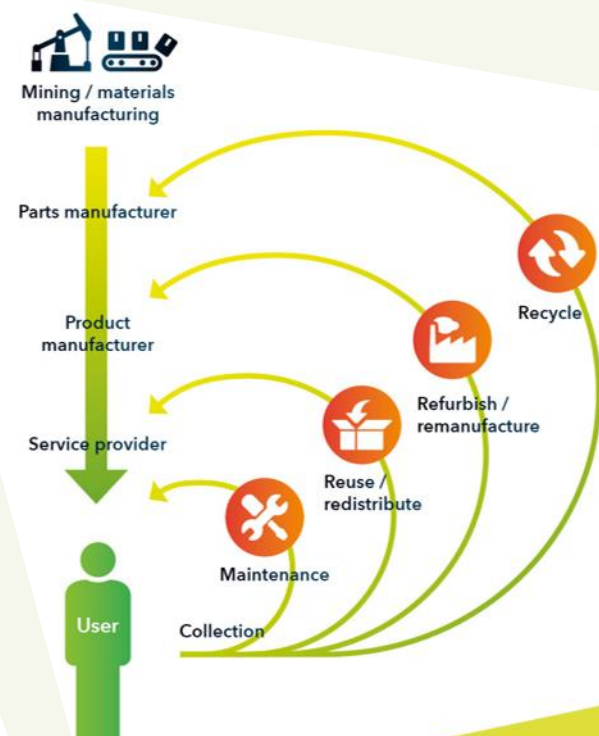 Mining / materials
manufacturing
Parts manufacturer
Product
manufacturer
Service provider
Recycle
Refurbish /
remanufacture
Reuse /
redistribute
Maintenance
User
Collection